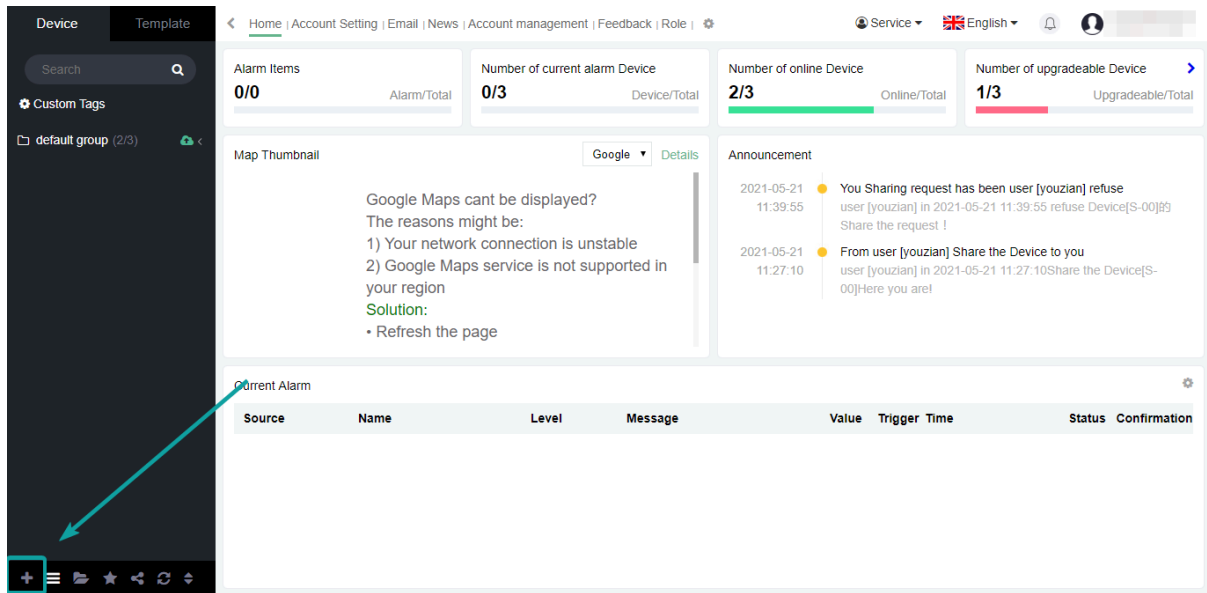 Device Template
Home | Account Setting | Email | News | Account management | Feedback | Role |
Service
English
Search
Custom Tags
default group (2/3)
Alarm Items
0/0 Alarm/Total
Number of current alarm Device
0/3 Device/Total
Number of online Device
2/3 Online/Total
Number of upgradeable Device
1/3 Upgradeable/Total
Map Thumbnail
Google
Details
Google Maps cant be displayed?
The reasons might be:
1) Your network connection is unstable
2) Google Maps service is not supported in
your region
Solution:
• Refresh the page
Announcement
2021-05-21
11:39:55
You Sharing request has been user [youzian] refuse
user [youzian] in 2021-05-21 11:39:55 refuse Device[S-00]的
Share the request！
2021-05-21
11:27:10
From user [youzian] Share the Device to you
user [youzian] in 2021-05-21 11:27:10Share the Device[S-
00]Here you are!
Current Alarm
Source Name Level Message Value Trigger Time Status Confirmation